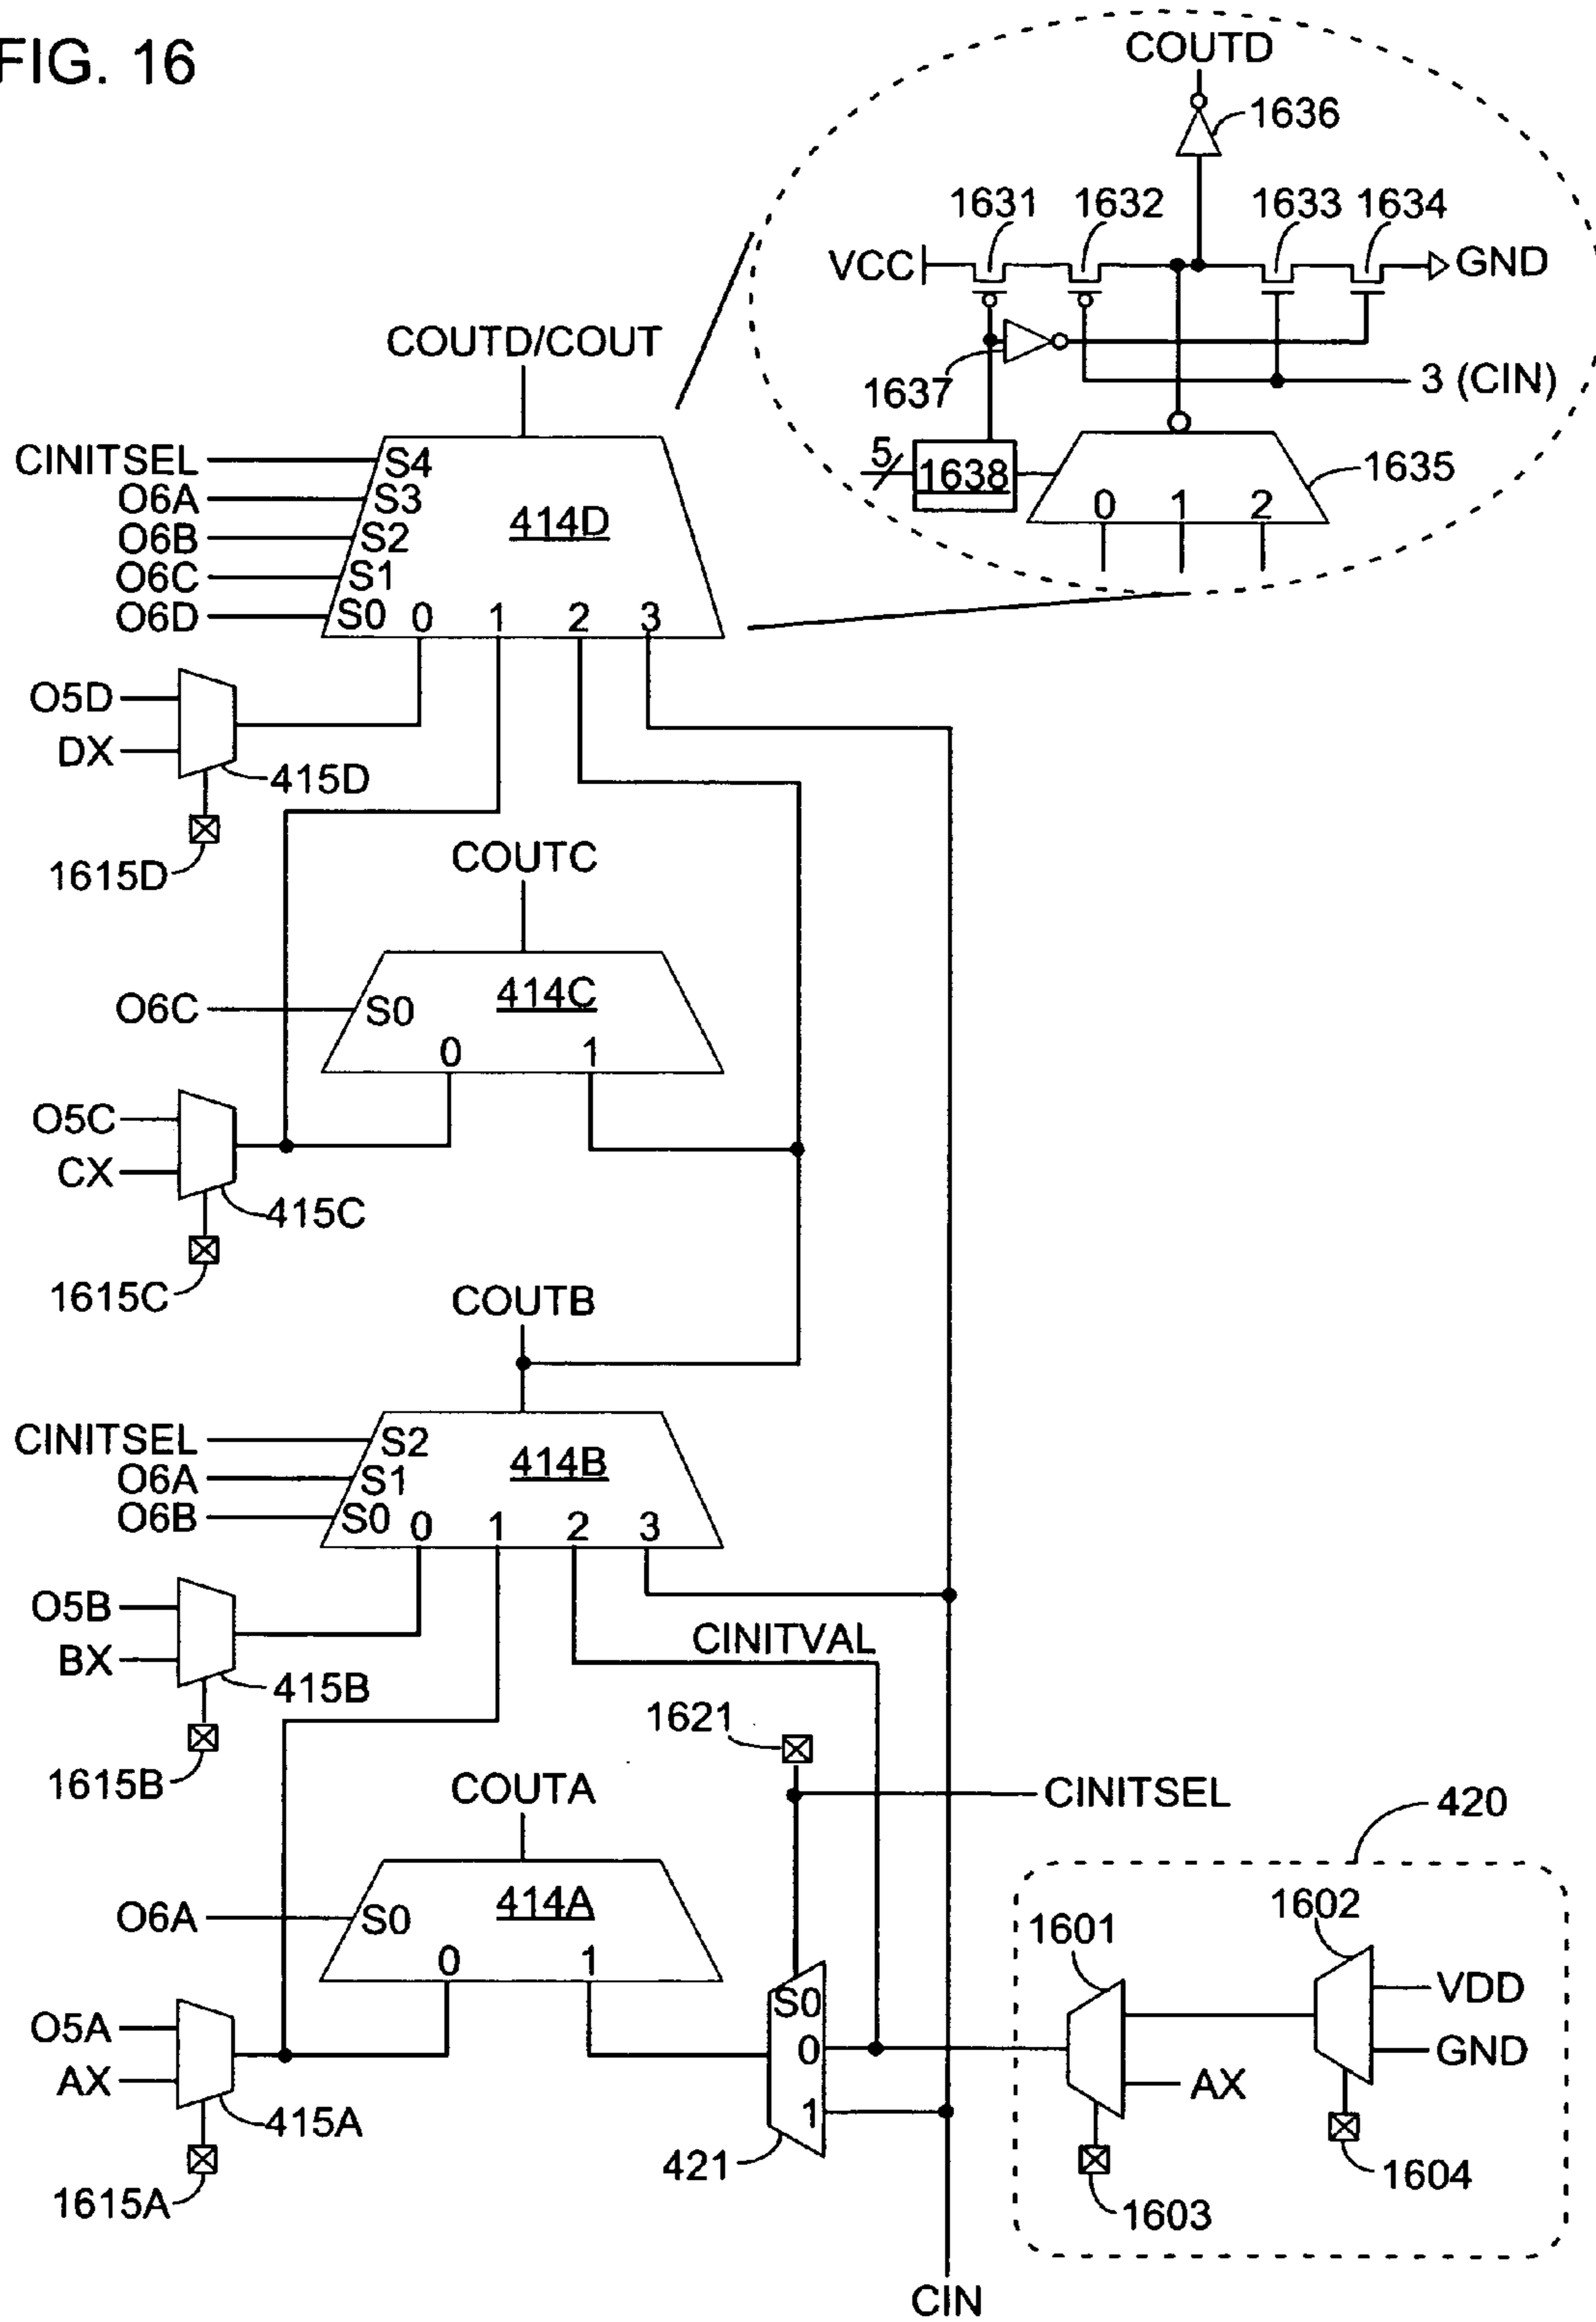 FIG. 16
COUTD
1636
1631
1632
1633
1634
VCC
GND
1637
3 (CIN)
5
1638
1635
0 1 2
COUTD/COUT
CINITSEL
O6A
O6B
O6C
O6D
S4
S3
S2
S1
S0
414D
0 1 2 3
O5D
DX
415D
1615D
COUTC
O6C
S0
414C
0 1
O5C
CX
415C
1615C
COUTB
CINITSEL
O6A
O6B
S2
S1
S0
414B
0 1 2 3
O5B
BX
415B
1615B
CINITVAL
1621
CINITSEL
COUTA
O6A
S0
414A
0 1
O5A
AX
415A
1615A
S0
0
1
421
420
1601
1602
VDD
GND
AX
1603
1604
CIN